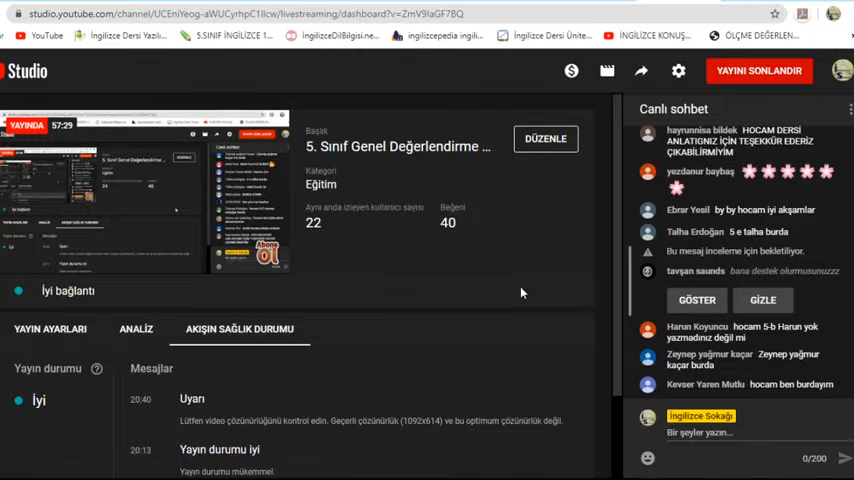 studio.youtube.com/channel/UCEniYeog-aWUCyrhpC1Ilcw/livestreaming/dashboard?v=ZmV9IaGF7BQ
YouTube
İngilizce Dersi Yazılı...
5.SINIF İNGİLİZCE 1...
İngilizceDilBilgisi.ne...
ingilizcepedia ingili...
İngilizce Dersi Ünite...
İNGİLİZCE KONUŞ...
ÖLÇME DEĞERLEN...
Studio
YAYINI SONLANDIR
YAYINDA 57:29
Başlık
5. Sınıf Genel Değerlendirme ...
DÜZENLE
Kategori
Eğitim
Aynı anda izleyen kullanıcı sayısı
Beğeni
22
40
Abone
Ol
İyi bağlantı
YAYIN AYARLARI
ANALİZ
AKIŞIN SAĞLIK DURUMU
Yayın durumu
Mesajlar
İyi
20:40
Uyarı
Lütfen video çözünürlüğünü kontrol edin. Geçerli çözünürlük (1092x614) ve bu optimum çözünürlük değil.
20:13
Yayın durumu iyi
Yayın durumu mükemmel.
Canlı sohbet
hayrunnisa bildek HOCAM DERSİ
ANLATIGNIZ İÇİN TEŞEKKÜR EDERİZ
ÇIKABİLİRMİYİM
yezdanur baybaş
Ebrar Yesil by by hocam iyi akşamlar
Talha Erdoğan 5 e talha burda
Bu mesaj inceleme için bekletiliyor.
tavşan saunds bana destek olurmusunuzzz
GÖSTER
GİZLE
Harun Koyuncu hocam 5-b Harun yok
yazmadınız değil mi
Zeynep yağmur kaçar Zeynep yağmur
kaçar burda
Kevser Yaren Mutlu hocam ben burdayım
İngilizce Sokağı
Bir şeyler yazın...
0/200